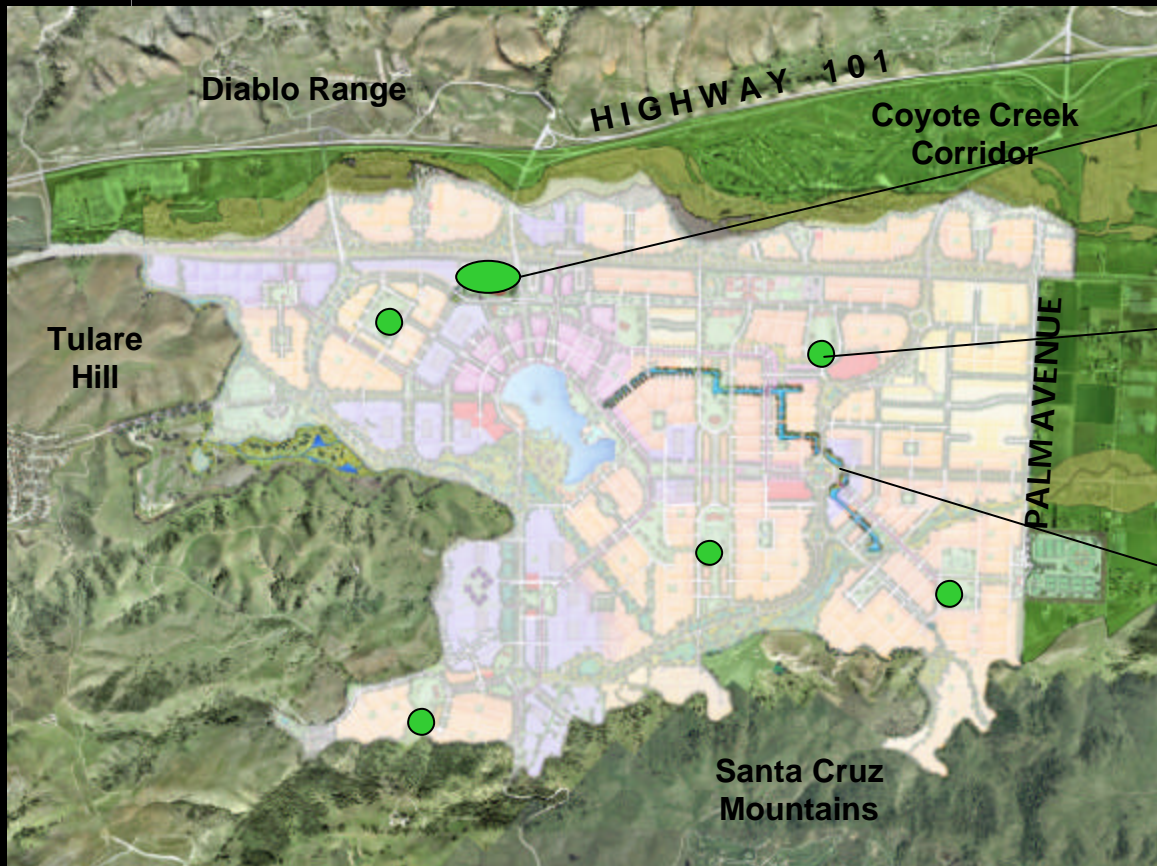 Diablo Range
HIGHWAY 101
Coyote Creek
Corridor
Tulare
Hill
PALM AVENUE
Santa Cruz
Mountains